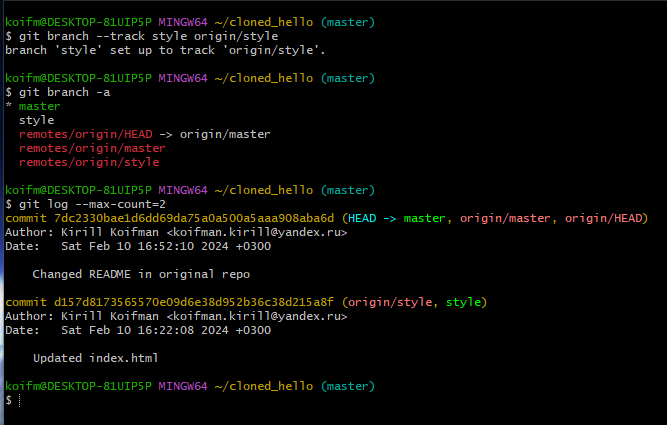 koifm@DESKTOP-81UIP5P MINGW64 ~/cloned_hello (master)
$ git branch --track style origin/style
branch 'style' set up to track 'origin/style'.
koifm@DESKTOP-81UIP5P MINGW64 ~/cloned_hello (master)
$ git branch -a
* master
  style
  remotes/origin/HEAD -> origin/master
  remotes/origin/master
  remotes/origin/style
koifm@DESKTOP-81UIP5P MINGW64 ~/cloned_hello (master)
$ git log --max-count=2
commit 7dc2330bae1d6dd69da75a0a500a5aaa908aba6d (HEAD -> master, origin/master, origin/HEAD)
Author: Kirill Koifman <koifman.kirill@yandex.ru>
Date:   Sat Feb 10 16:52:10 2024 +0300
    Changed README in original repo
commit d157d8173565570e09d6e38d952b36c38d215a8f (origin/style, style)
Author: Kirill Koifman <koifman.kirill@yandex.ru>
Date:   Sat Feb 10 16:22:08 2024 +0300
    Updated index.html
koifm@DESKTOP-81UIP5P MINGW64 ~/cloned_hello (master)
$